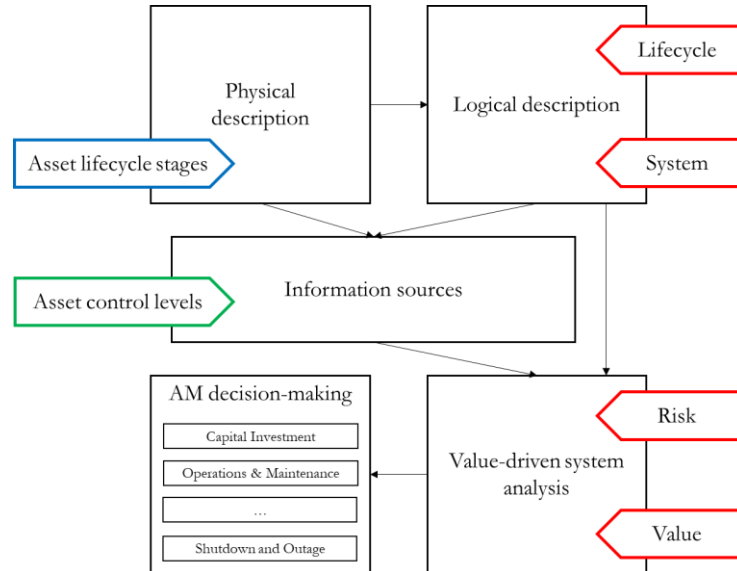 Physical
description
Logical description
Lifecycle
Asset lifecycle stages
System
Information sources
Asset control levels
AM decision-making
Capital Investment
Operations & Maintenance
…
Shutdown and Outage
Value-driven system
analysis
Risk
Value